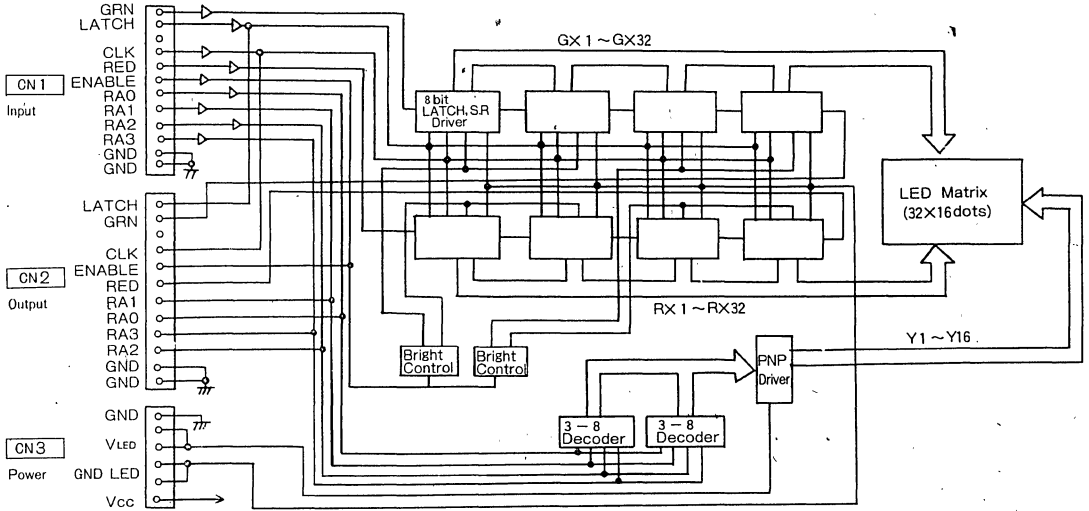 GRN
LATCH
CLK
RED
ENABLE
RA0
RA1
RA2
RA3
GND
GND
CN1
Input
LATCH
GRN
CLK
ENABLE
RED
RA1
RA0
RA3
RA2
GND
GND
CN2
Output
GND
VLED
GND LED
Vcc
CN3
Power
GX1~GX32
8bit
LATCH, S.R
Driver
LED Matrix
(32X16dots)
RX1~RX32
Y1~Y16
Bright
Control
Bright
Control
PNP
Driver
3-8
Decoder
3-8
Decoder